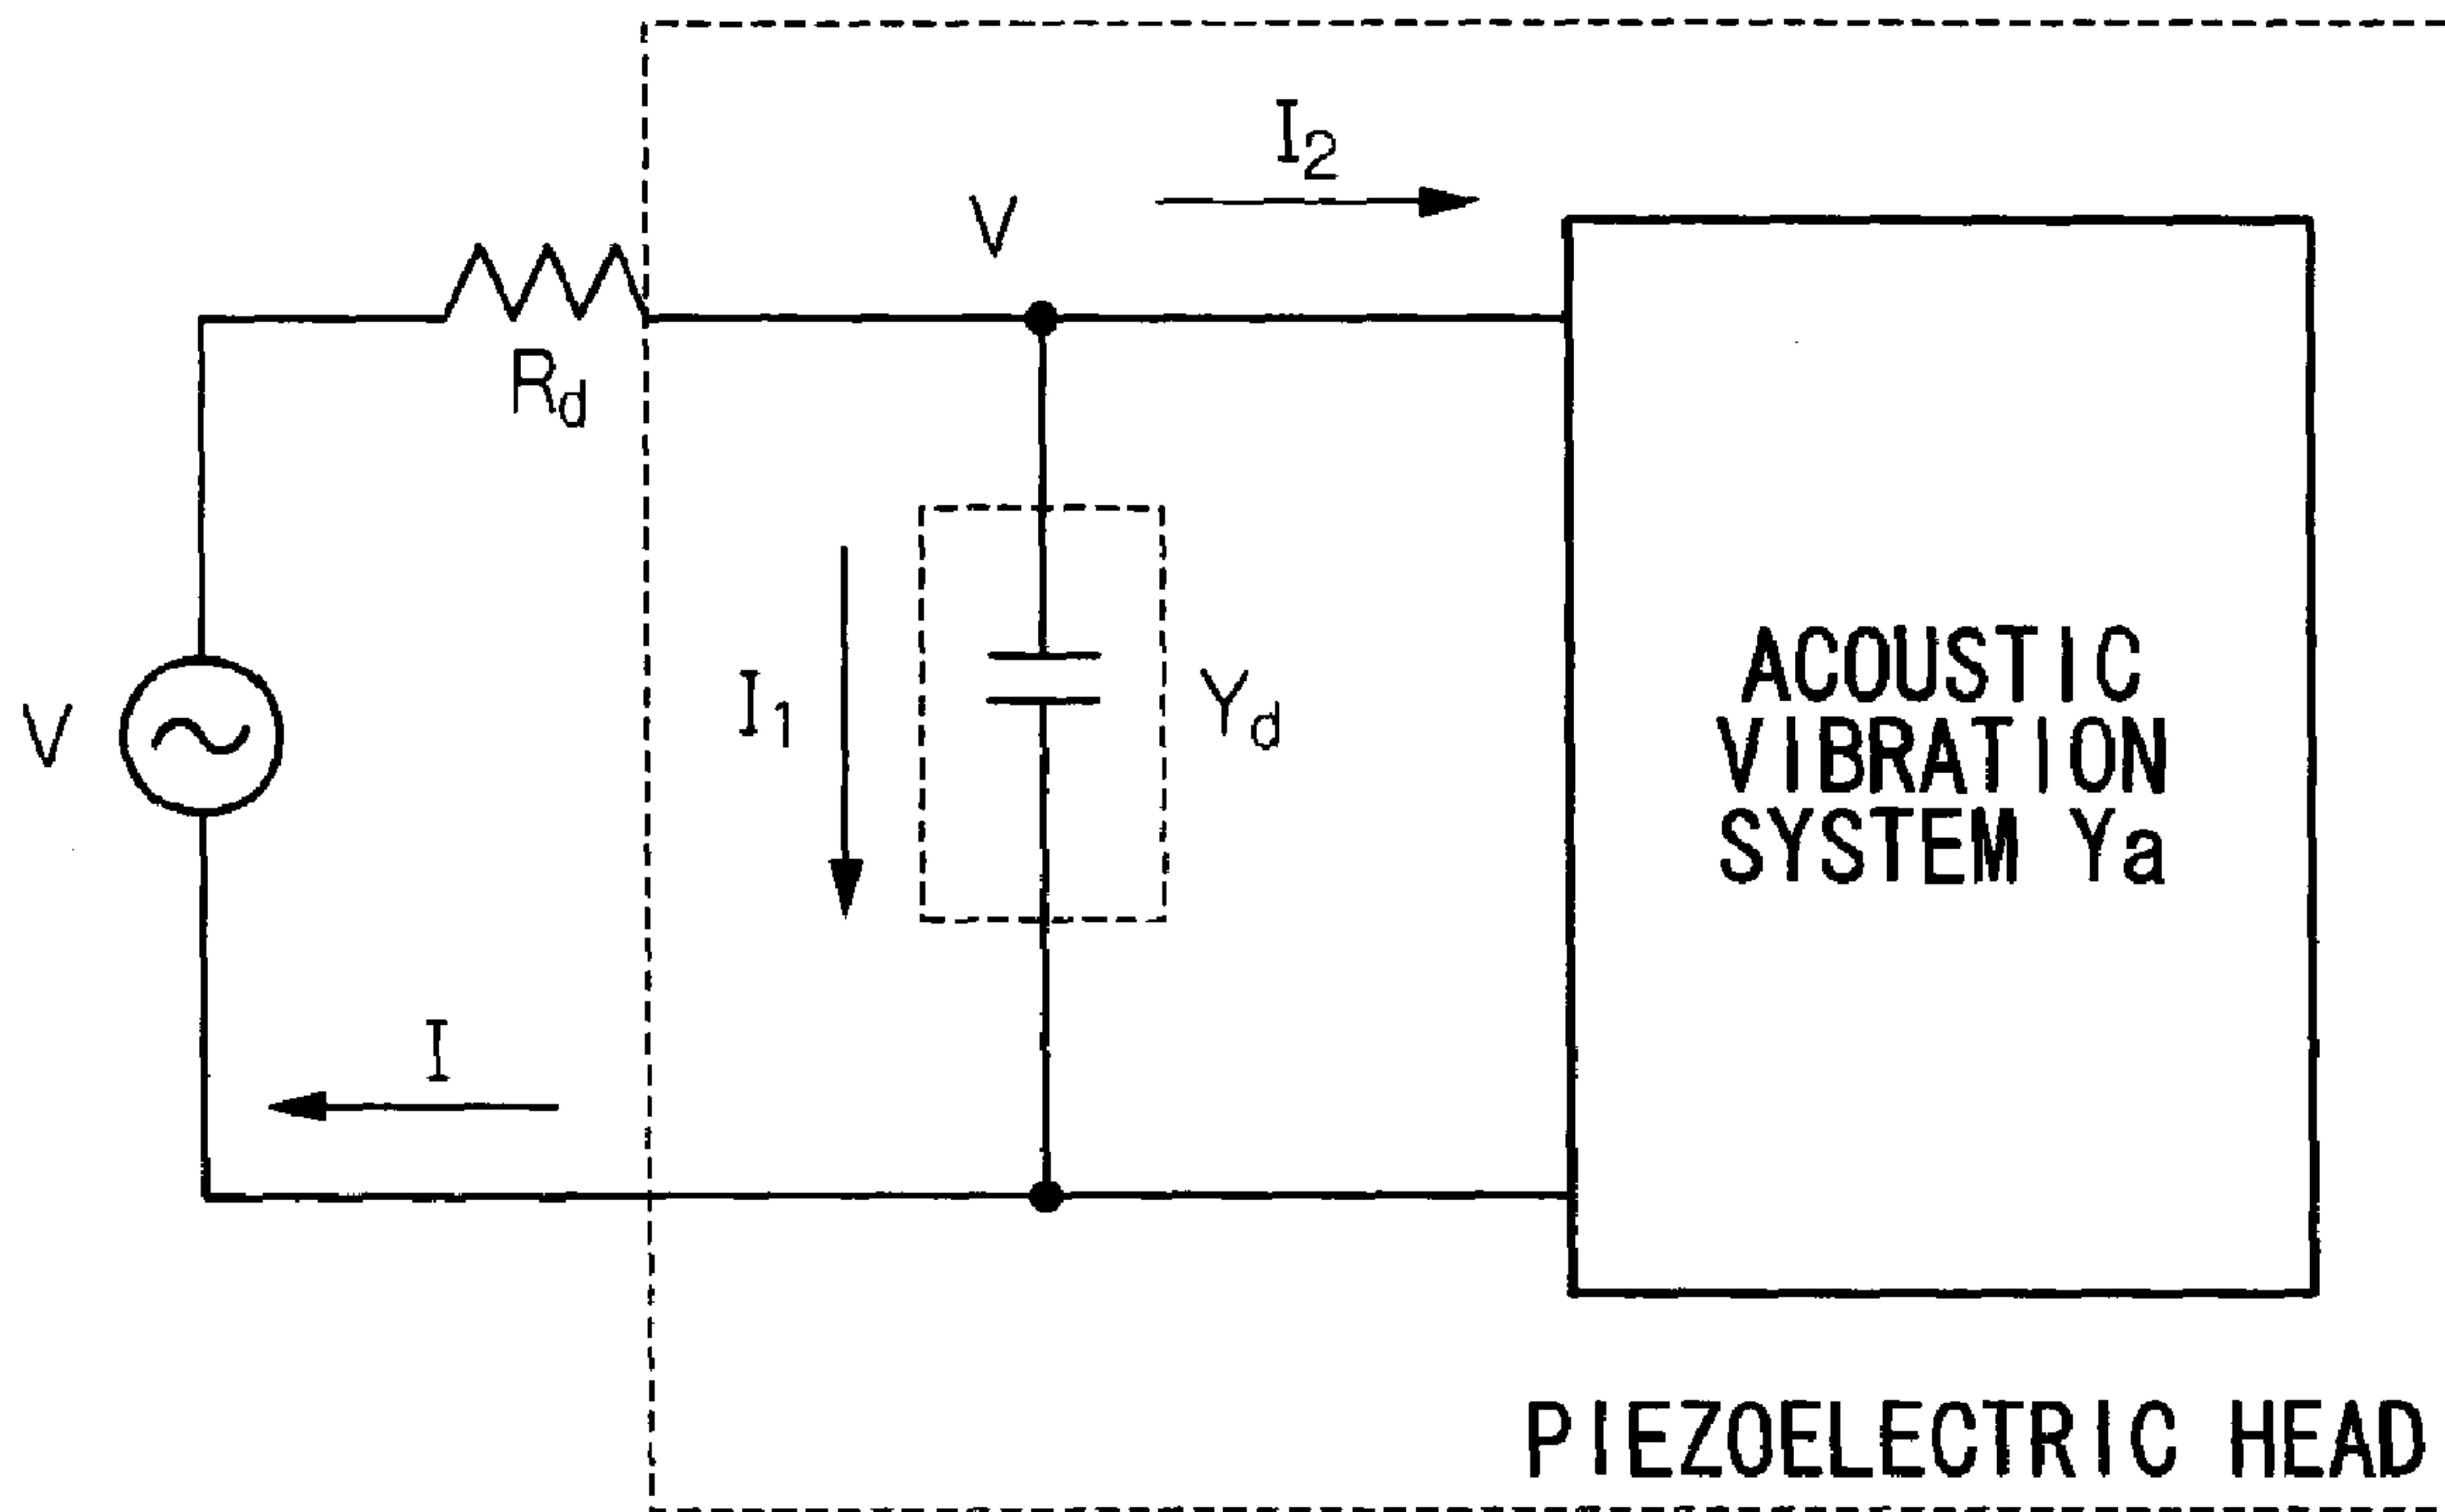 I2
V
Rd
V
I1
Yd
ACOUSTIC
VIBRATION
SYSTEM Ya
I
PIEZOELECTRIC HEAD